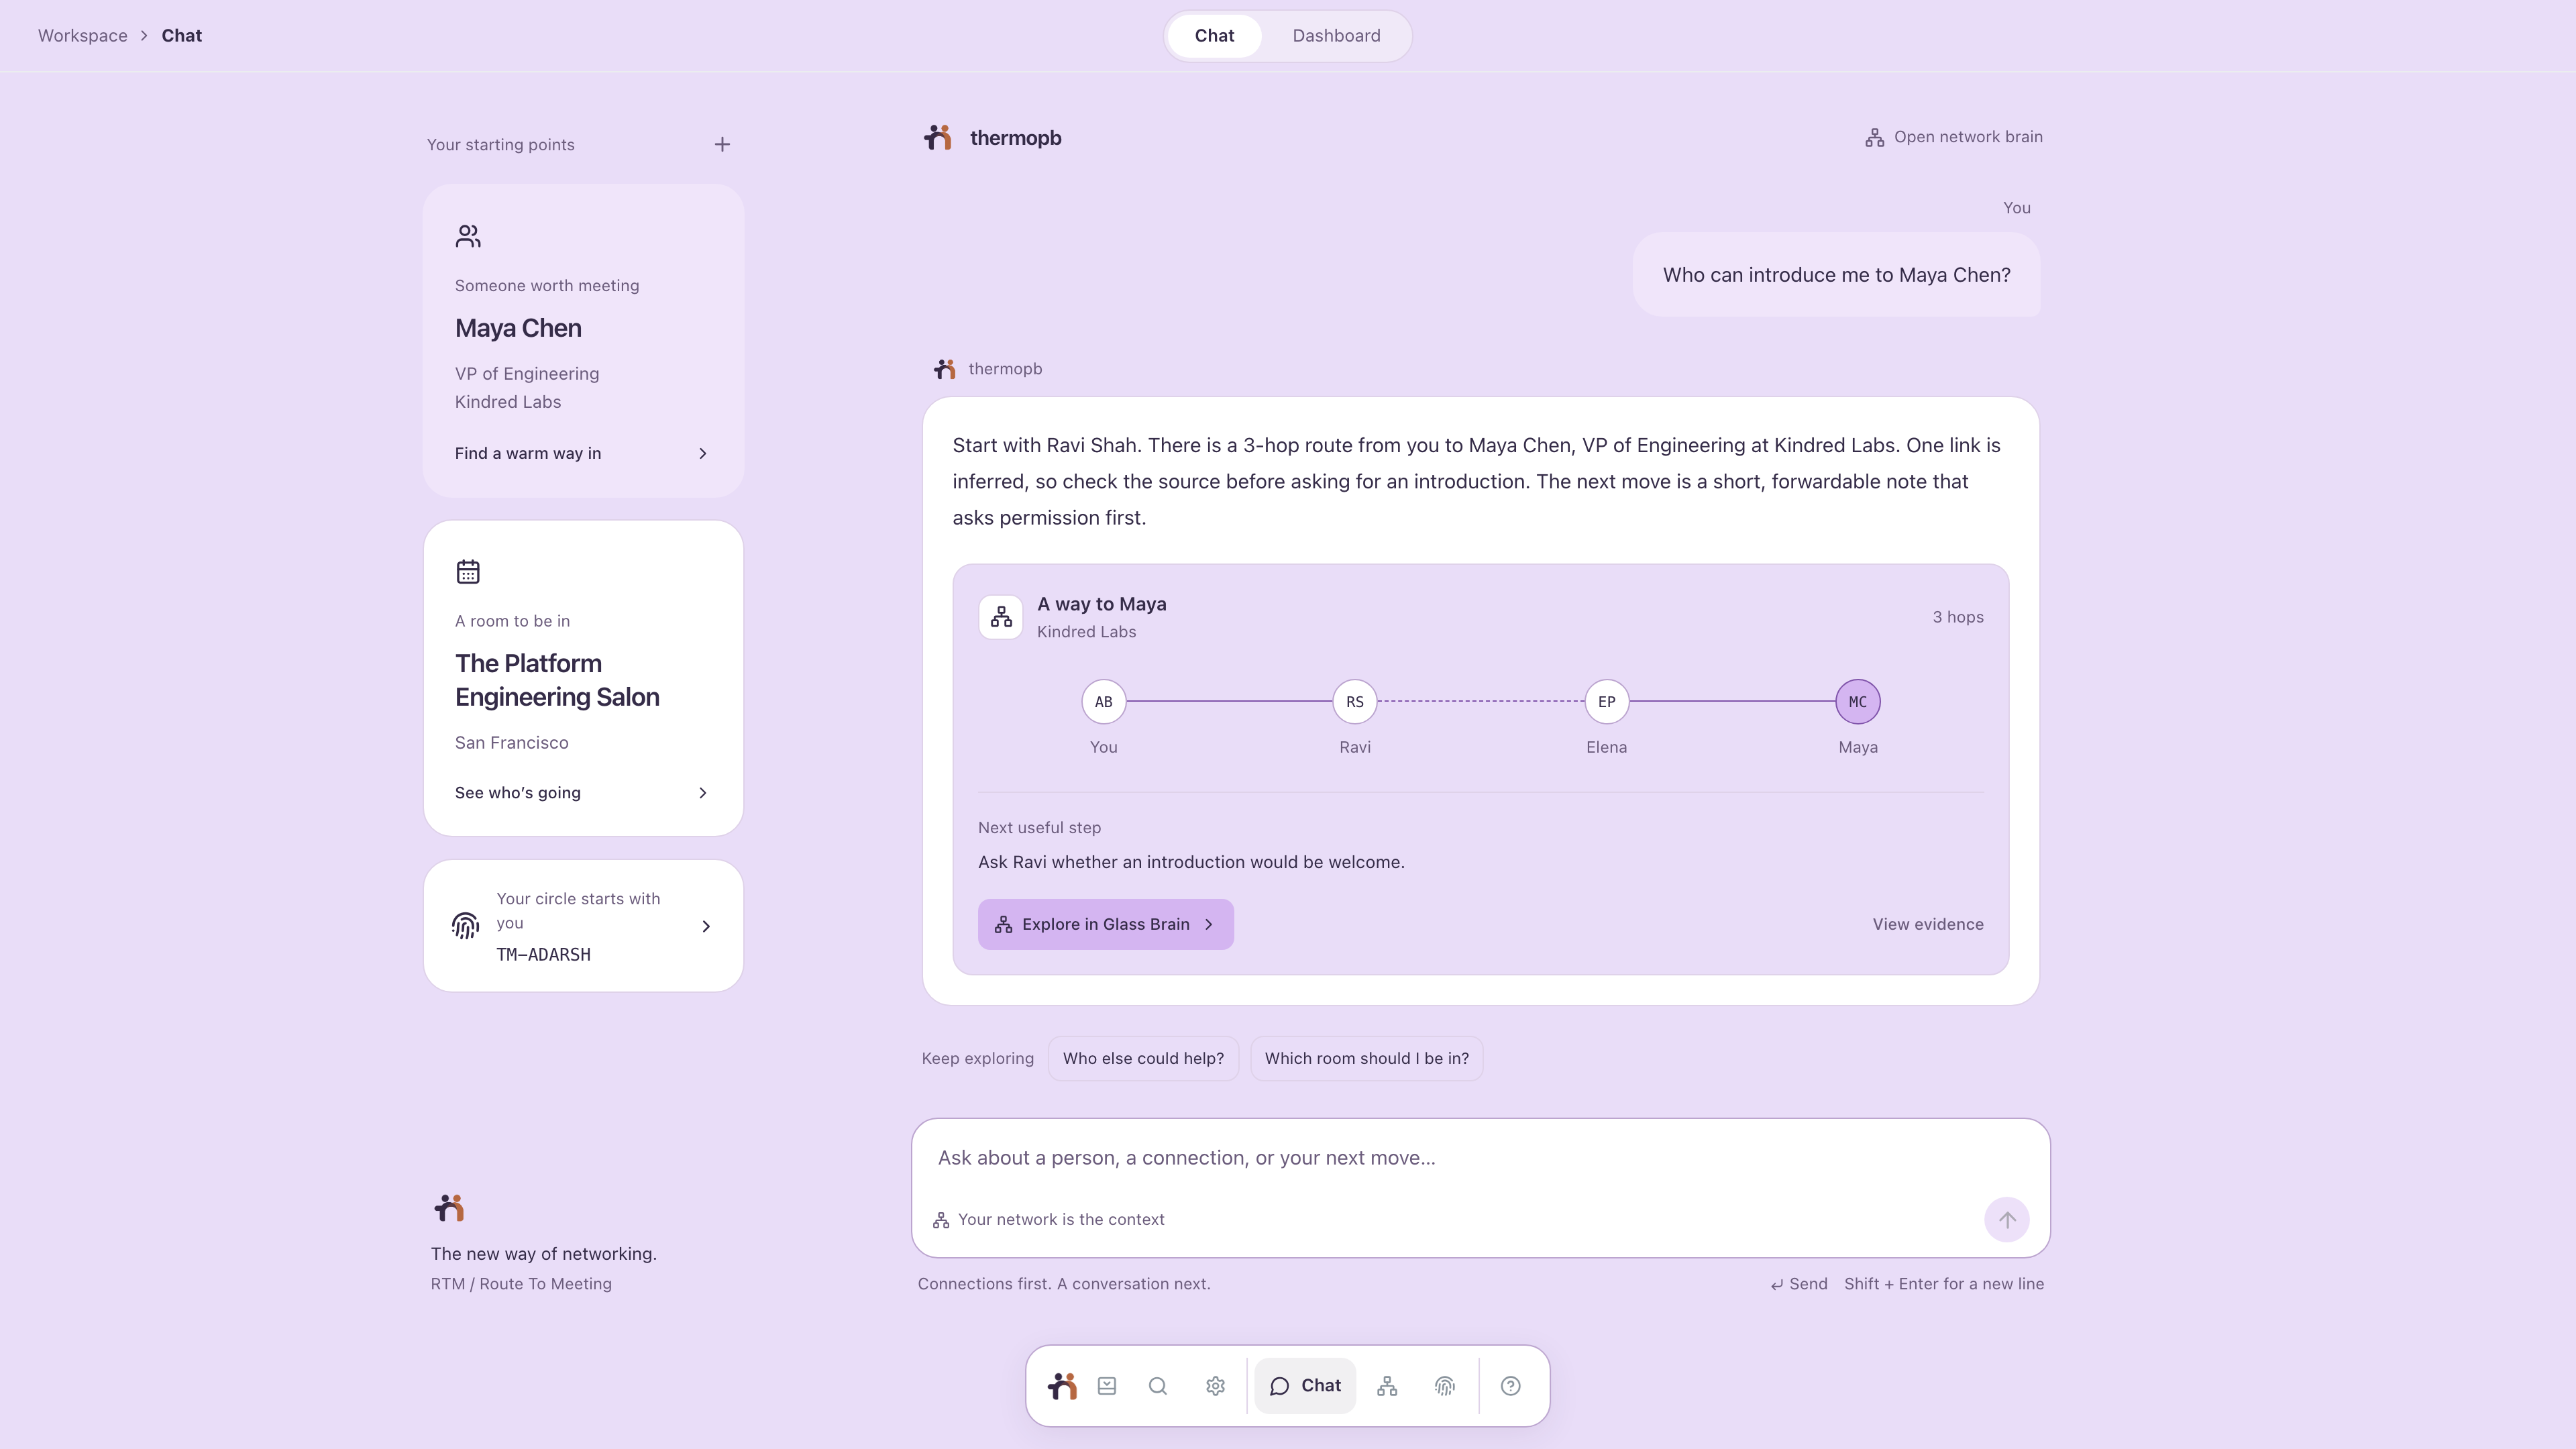 Workspace > Chat
Chat
Dashboard
Your starting points
Someone worth meeting
Maya Chen
VP of Engineering
Kindred Labs
Find a warm way in
A room to be in
The Platform
Engineering Salon
San Francisco
See who’s going
Your circle starts with
you
TM-ADARSH
The new way of networking.
RTM / Route To Meeting
thermopb
Open network brain
You
Who can introduce me to Maya Chen?
thermopb
Start with Ravi Shah. There is a 3-hop route from you to Maya Chen, VP of Engineering at Kindred Labs. One link is
inferred, so check the source before asking for an introduction. The next move is a short, forwardable note that
asks permission first.
A way to Maya
Kindred Labs
3 hops
AB
RS
EP
MC
You
Ravi
Elena
Maya
Next useful step
Ask Ravi whether an introduction would be welcome.
Explore in Glass Brain
View evidence
Keep exploring
Who else could help?
Which room should I be in?
Ask about a person, a connection, or your next move...
Your network is the context
Connections first. A conversation next.
Send
Shift + Enter for a new line
Chat